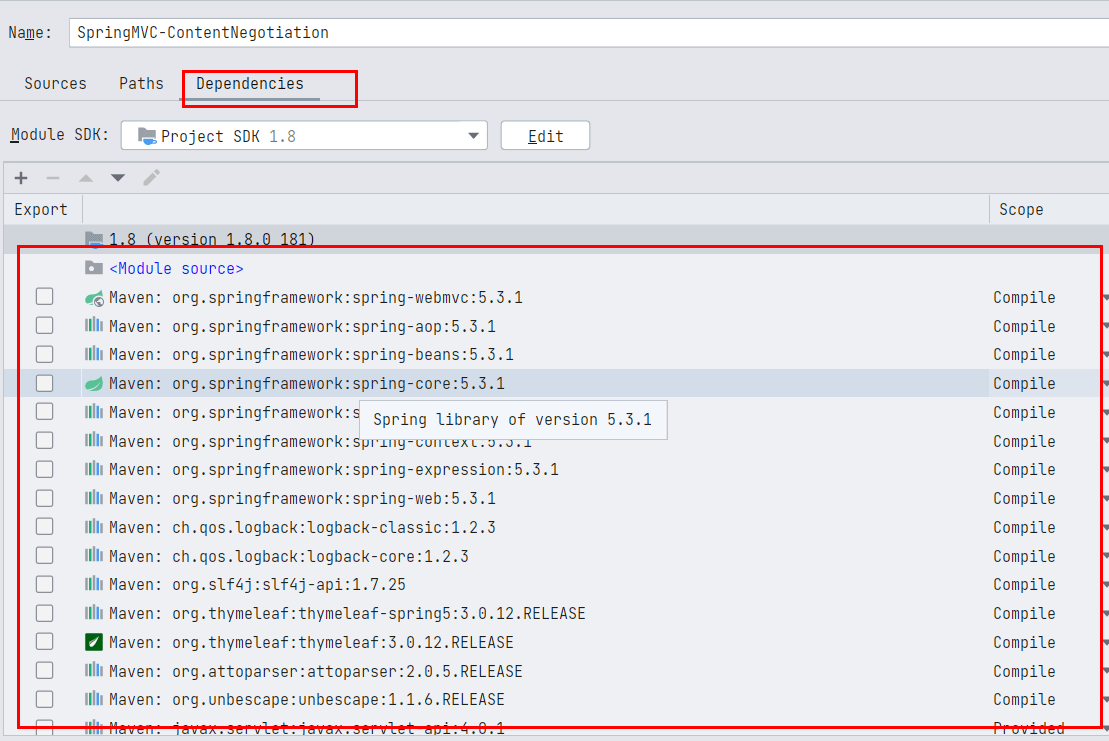 Name: SpringMVC-ContentNegotiation
Sources Paths Dependencies
Module SDK: Project SDK 1.8 Edit
Export Scope
1.8 (version 1.8.0_181)
<Module source>
Maven: org.springframework:spring-webmvc:5.3.1 Compile
Maven: org.springframework:spring-aop:5.3.1 Compile
Maven: org.springframework:spring-beans:5.3.1 Compile
Maven: org.springframework:spring-core:5.3.1 Compile
Maven: org.springframework:s Compile
Spring library of version 5.3.1
Maven: org.springframework:spring-context:5.3.1 Compile
Maven: org.springframework:spring-expression:5.3.1 Compile
Maven: org.springframework:spring-web:5.3.1 Compile
Maven: ch.qos.logback:logback-classic:1.2.3 Compile
Maven: ch.qos.logback:logback-core:1.2.3 Compile
Maven: org.slf4j:slf4j-api:1.7.25 Compile
Maven: org.thymeleaf:thymeleaf-spring5:3.0.12.RELEASE Compile
Maven: org.thymeleaf:thymeleaf:3.0.12.RELEASE Compile
Maven: org.attoparser:attoparser:2.0.5.RELEASE Compile
Maven: org.unbescape:unbescape:1.1.6.RELEASE Compile
Maven: javax.servlet:javax.servlet-api:4.0.1 Provided